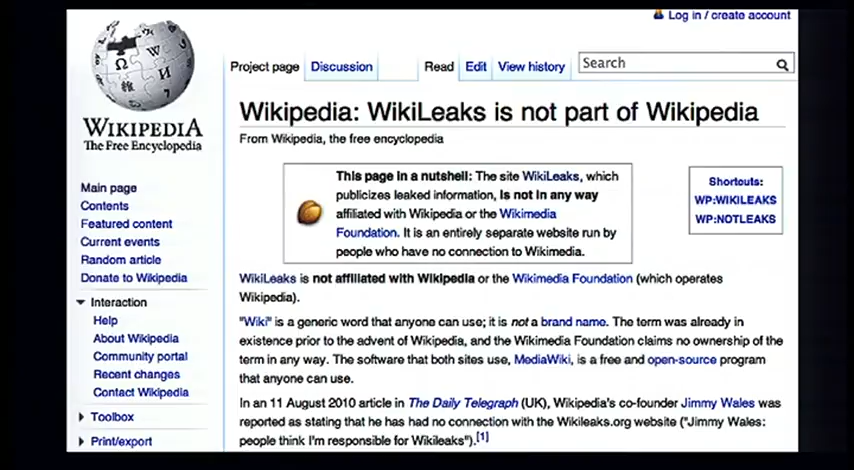 Log in / create account
WIKIPEDIA
The Free Encyclopedia
Project page
Discussion
Read
Edit
View history
Search
Wikipedia: WikiLeaks is not part of Wikipedia
From Wikipedia, the free encyclopedia
This page in a nutshell: The site WikiLeaks, which
publicizes leaked information, is not in any way
affiliated with Wikipedia or the Wikimedia
Foundation. It is an entirely separate website run by
people who have no connection to Wikimedia.
Shortcuts:
WP:WIKILEAKS
WP:NOTLEAKS
Main page
Contents
Featured content
Current events
Random article
Donate to Wikipedia
Interaction
Help
About Wikipedia
Community portal
Recent changes
Contact Wikipedia
Toolbox
Print/export
WikiLeaks is not affiliated with Wikipedia or the Wikimedia Foundation (which operates
Wikipedia).
"Wiki" is a generic word that anyone can use; it is not a brand name. The term was already in
existence prior to the advent of Wikipedia, and the Wikimedia Foundation claims no ownership of the
term in any way. The software that both sites use, MediaWiki, is a free and open-source program
that anyone can use.
In an 11 August 2010 article in The Daily Telegraph (UK), Wikipedia's co-founder Jimmy Wales was
reported as stating that he has had no connection with the Wikileaks.org website ("Jimmy Wales:
people think I'm responsible for Wikileaks").[1]